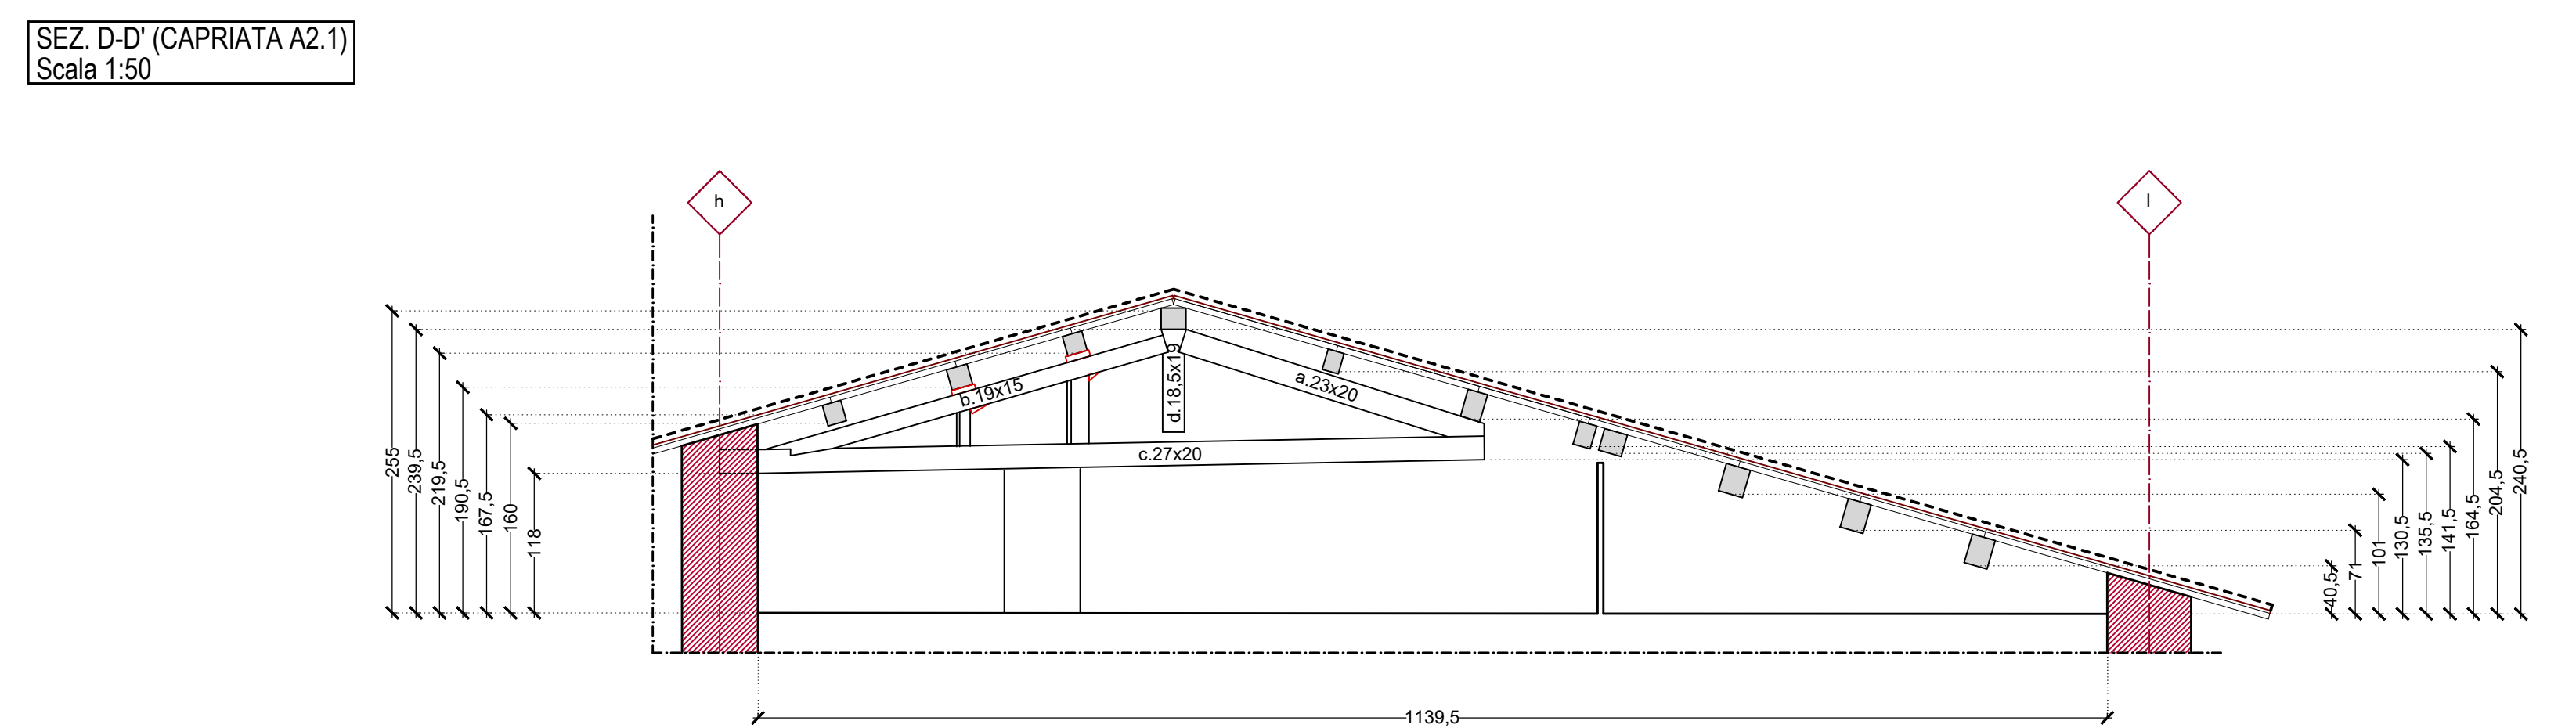 SEZ. D-D' (CAPRIATA A2.1)
Scala 1:50
h
l
b.19x15
d.18,5x19
a.23x20
c.27x20
255
239,5
219,5
190,5
167,5
160
118
40,5
71
101
130,5
135,5
141,5
164,5
204,5
240,5
1139,5